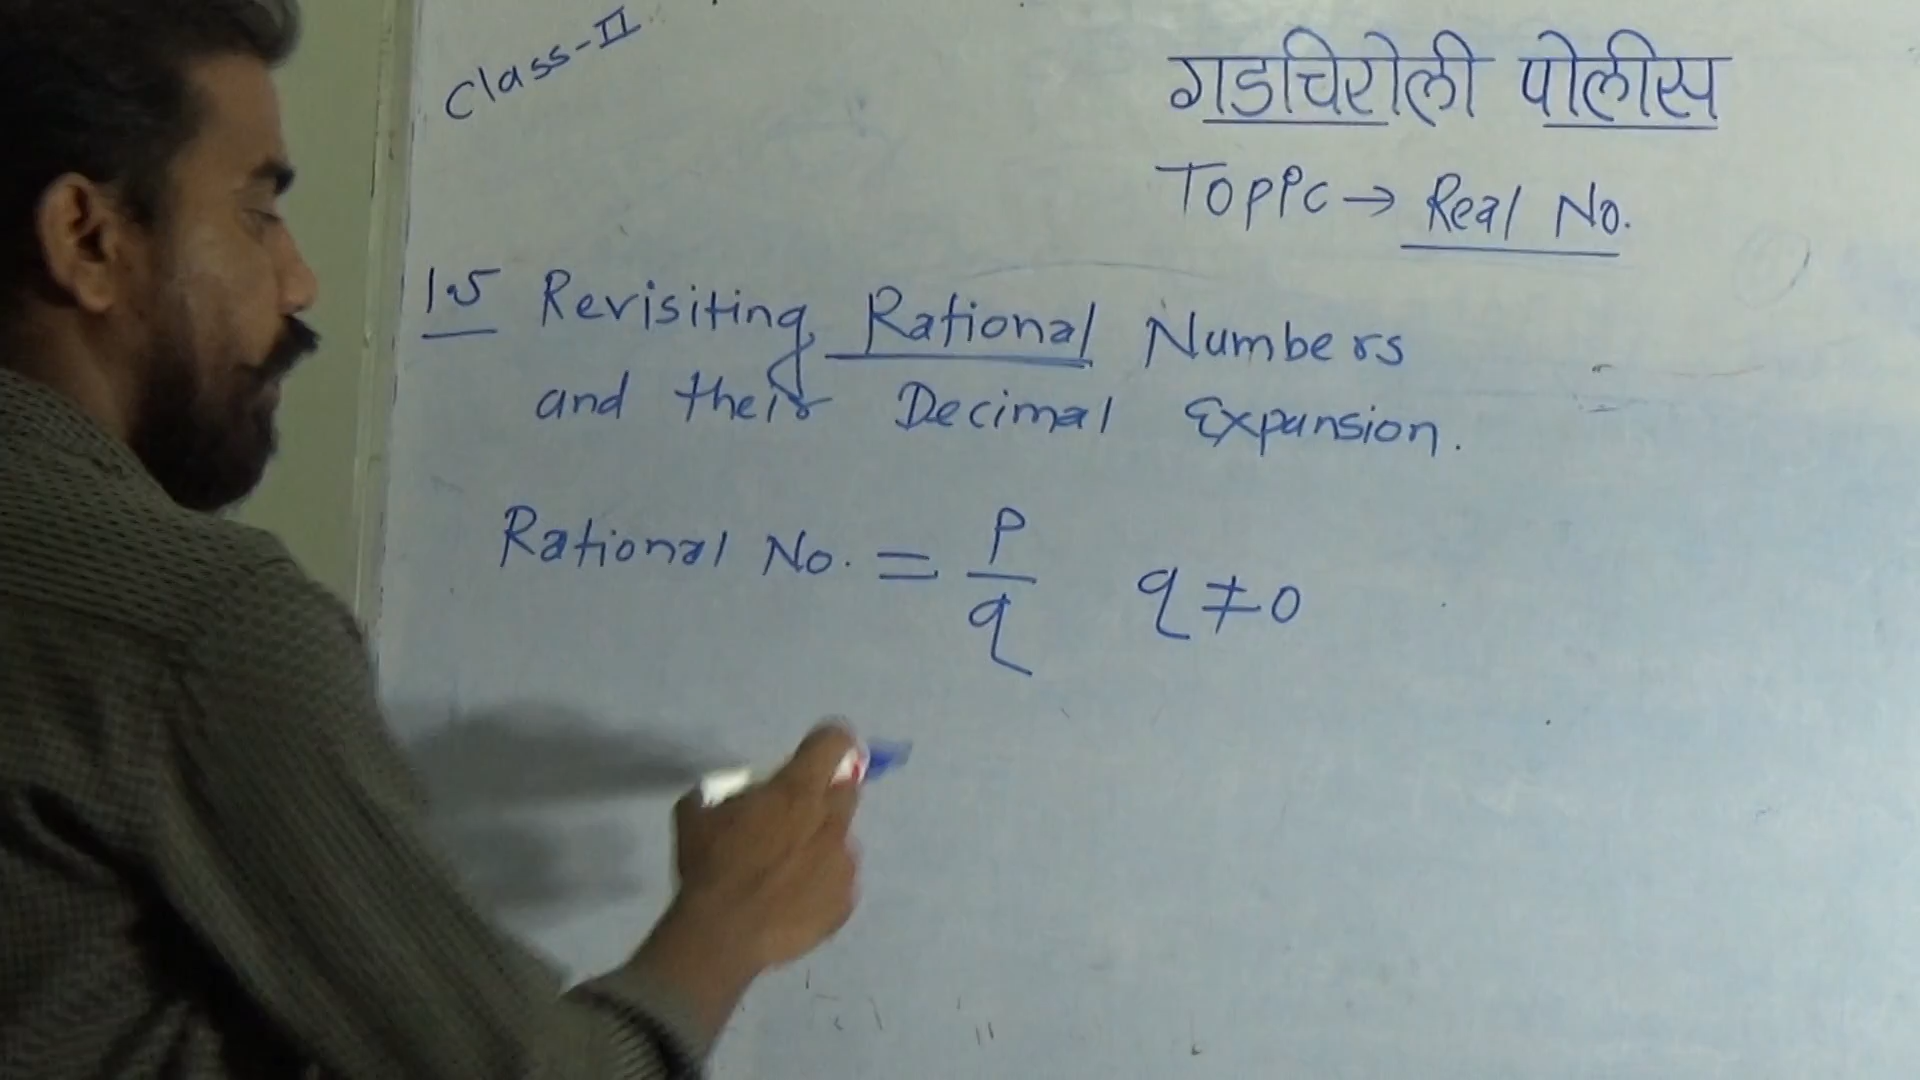 Class-II
गडचिरोली पोलीस
Topic → Real No.
1.5 Revisiting Rational Numbers
and their Decimal Expansion.
Rational No. = p/q q ≠ 0